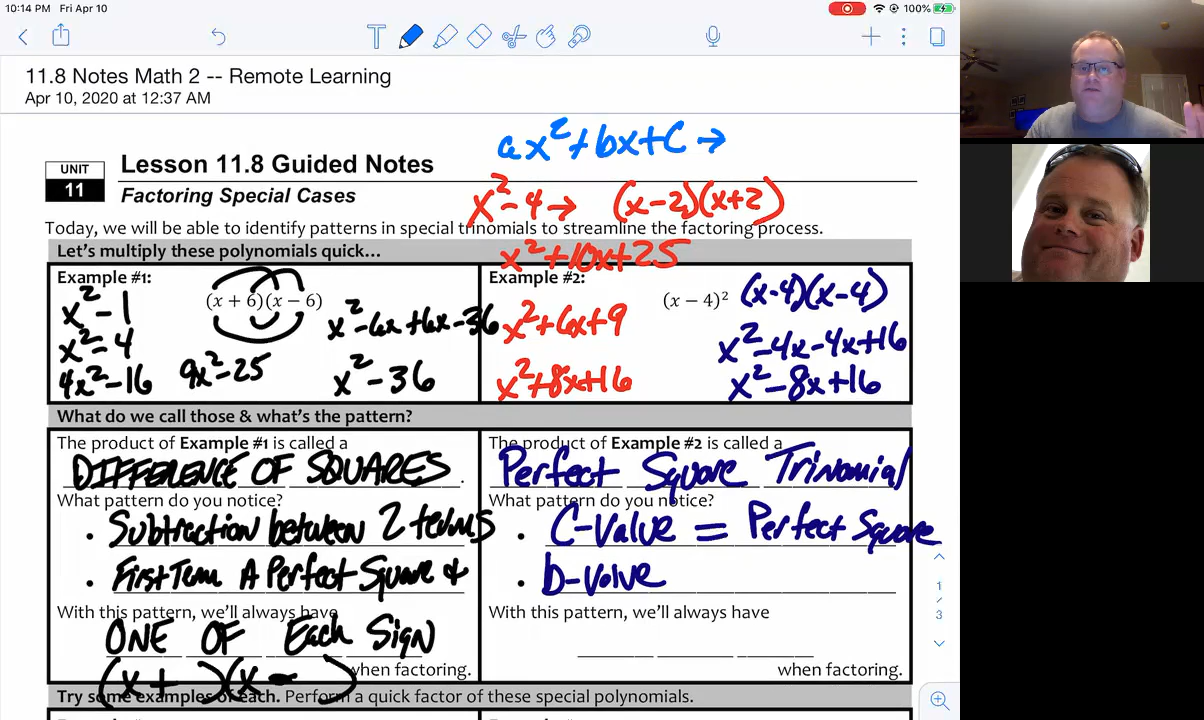 10:14 PM Fri Apr 10
100%
11.8 Notes Math 2 -- Remote Learning
Apr 10, 2020 at 12:37 AM
UNIT
11
Lesson 11.8 Guided Notes
Factoring Special Cases
ax² + bx + C →
x² - 4 → (x - 2)(x + 2)
Today, we will be able to identify patterns in special trinomials to streamline the factoring process.
x² + 10x + 25
Let's multiply these polynomials quick...
Example #1:
(x + 6)(x − 6)
x² - 1
x² - 4
4x² - 16
9x² - 25
x² - 6x + 6x - 36
x² - 36
Example #2:
(x − 4)²
(x - 4)(x - 4)
x² + 6x + 9
x² + 8x + 16
x² - 4x - 4x + 16
x² - 8x + 16
What do we call those & what's the pattern?
The product of Example #1 is called a
DIFFERENCE OF SQUARES.
What pattern do you notice?
• Subtraction between 2 terms
• First Term A Perfect Square &
With this pattern, we'll always have
ONE OF Each Sign
when factoring.
(x + )(x - )
The product of Example #2 is called a
Perfect Square Trinomial
What pattern do you notice?
• C-Value = Perfect Square
• b-value
With this pattern, we'll always have
when factoring.
1
/
3
Try some examples of each. Perform a quick factor of these special polynomials.